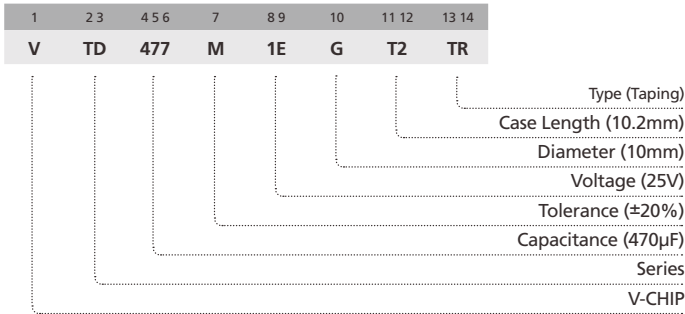 1 2 3 4 5 6 7 8 9 10 11 12 13 14
V TD 477 M 1E G T2 TR
Type (Taping)
Case Length (10.2mm)
Diameter (10mm)
Voltage (25V)
Tolerance (±20%)
Capacitance (470μF)
Series
V-CHIP